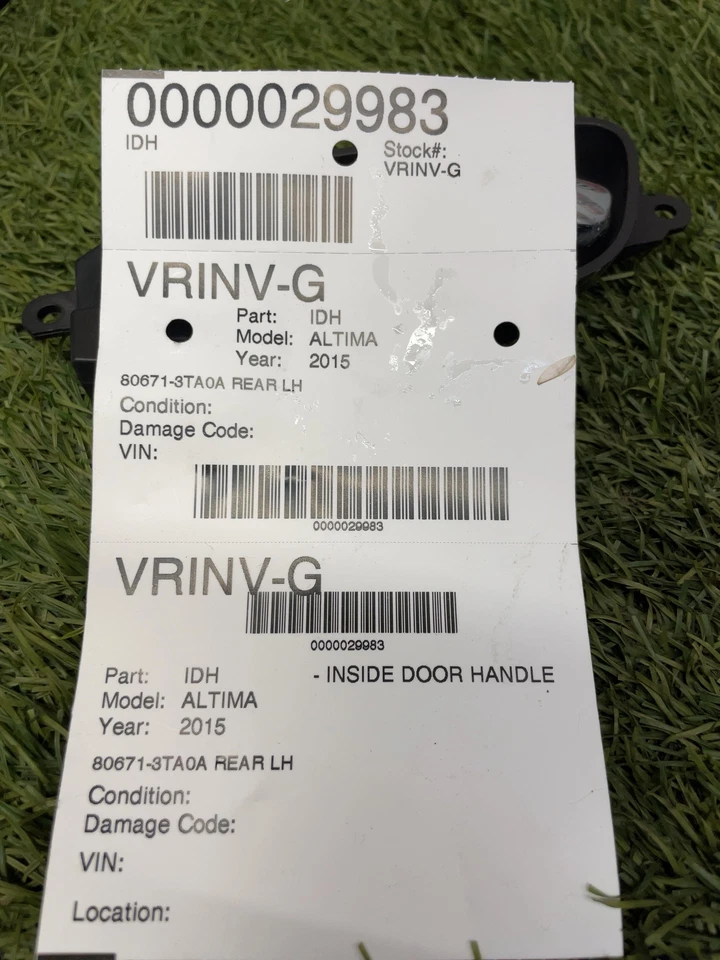 0000029983
IDH
Stock#:
VRINV-G
VRINV-G
Part: IDH
Model: ALTIMA
Year: 2015
80671-3TA0A REAR LH
Condition:
Damage Code:
VIN:
0000029983
VRINV-G
0000029983
Part: IDH - INSIDE DOOR HANDLE
Model: ALTIMA
Year: 2015
80671-3TA0A REAR LH
Condition:
Damage Code:
VIN:
Location: